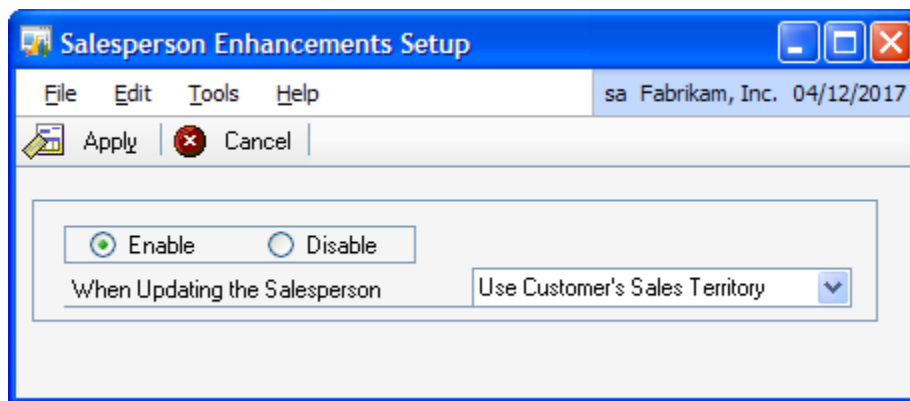 Salesperson Enhancements Setup
File Edit Tools Help sa Fabrikam, Inc. 04/12/2017
Apply Cancel
Enable Disable
When Updating the Salesperson Use Customer's Sales Territory